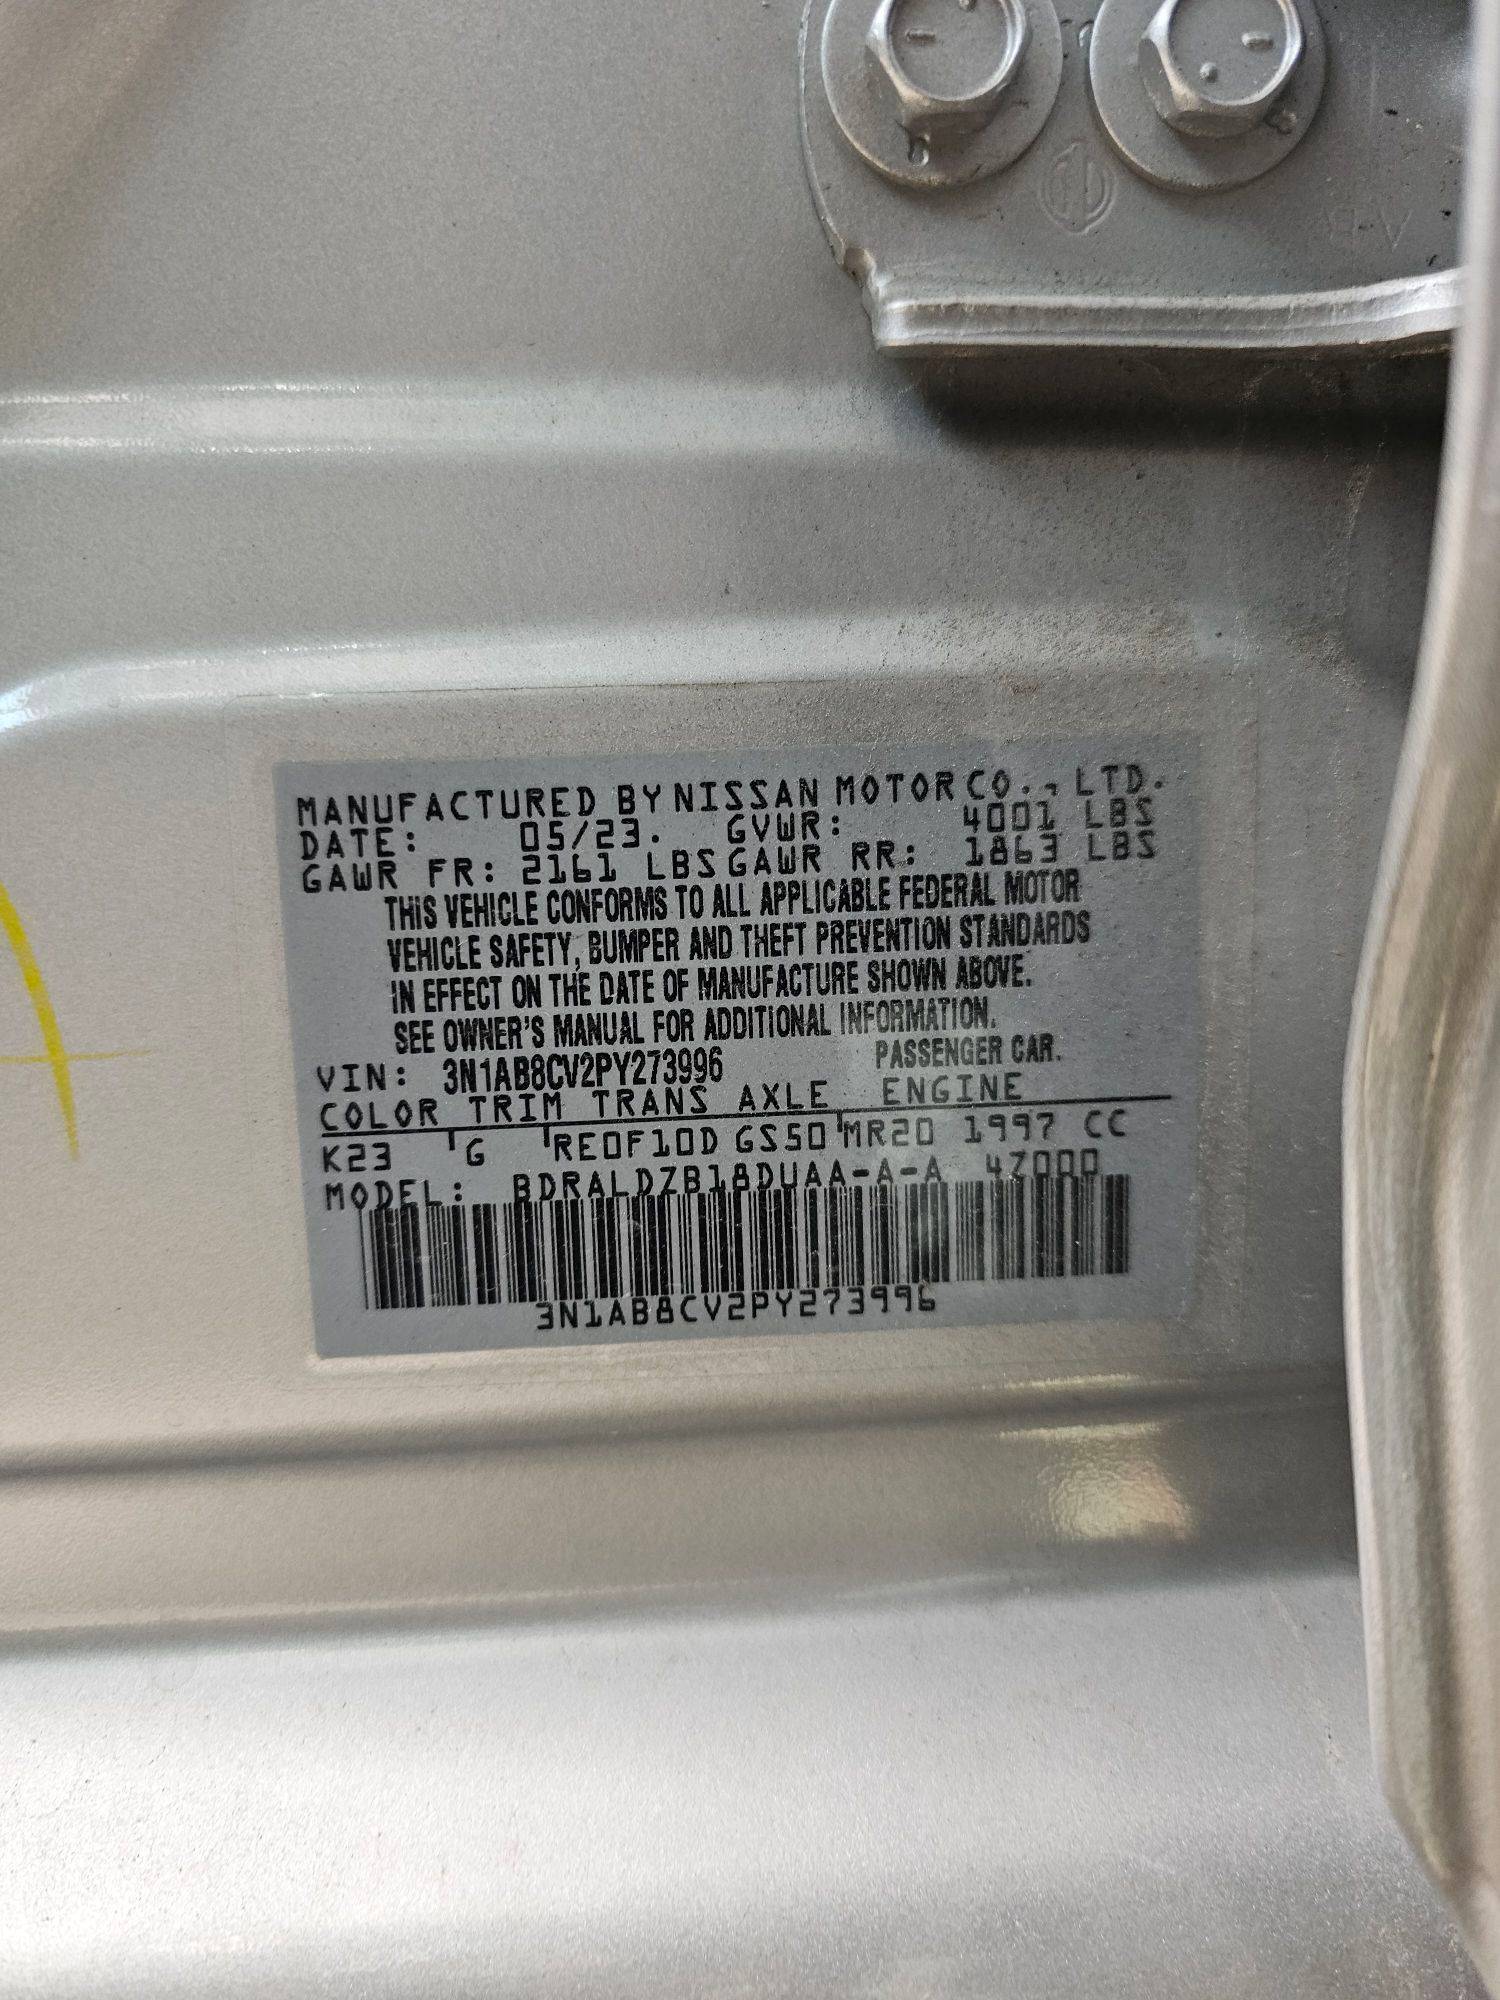 MANUFACTURED BY NISSAN MOTOR CO., LTD.
DATE: 05/23. GVWR: 4001 LBS
GAWR FR: 2161 LBS GAWR RR: 1863 LBS
THIS VEHICLE CONFORMS TO ALL APPLICABLE FEDERAL MOTOR
VEHICLE SAFETY, BUMPER AND THEFT PREVENTION STANDARDS
IN EFFECT ON THE DATE OF MANUFACTURE SHOWN ABOVE.
SEE OWNER'S MANUAL FOR ADDITIONAL INFORMATION.
VIN: 3N1AB8CV2PY273996 PASSENGER CAR.
COLOR TRIM TRANS AXLE ENGINE
K23 G RE0F10D GS50 MR20 1997 CC
MODEL: BDRALDZB18DUAA-A-A 4Z000
3N1AB8CV2PY273996